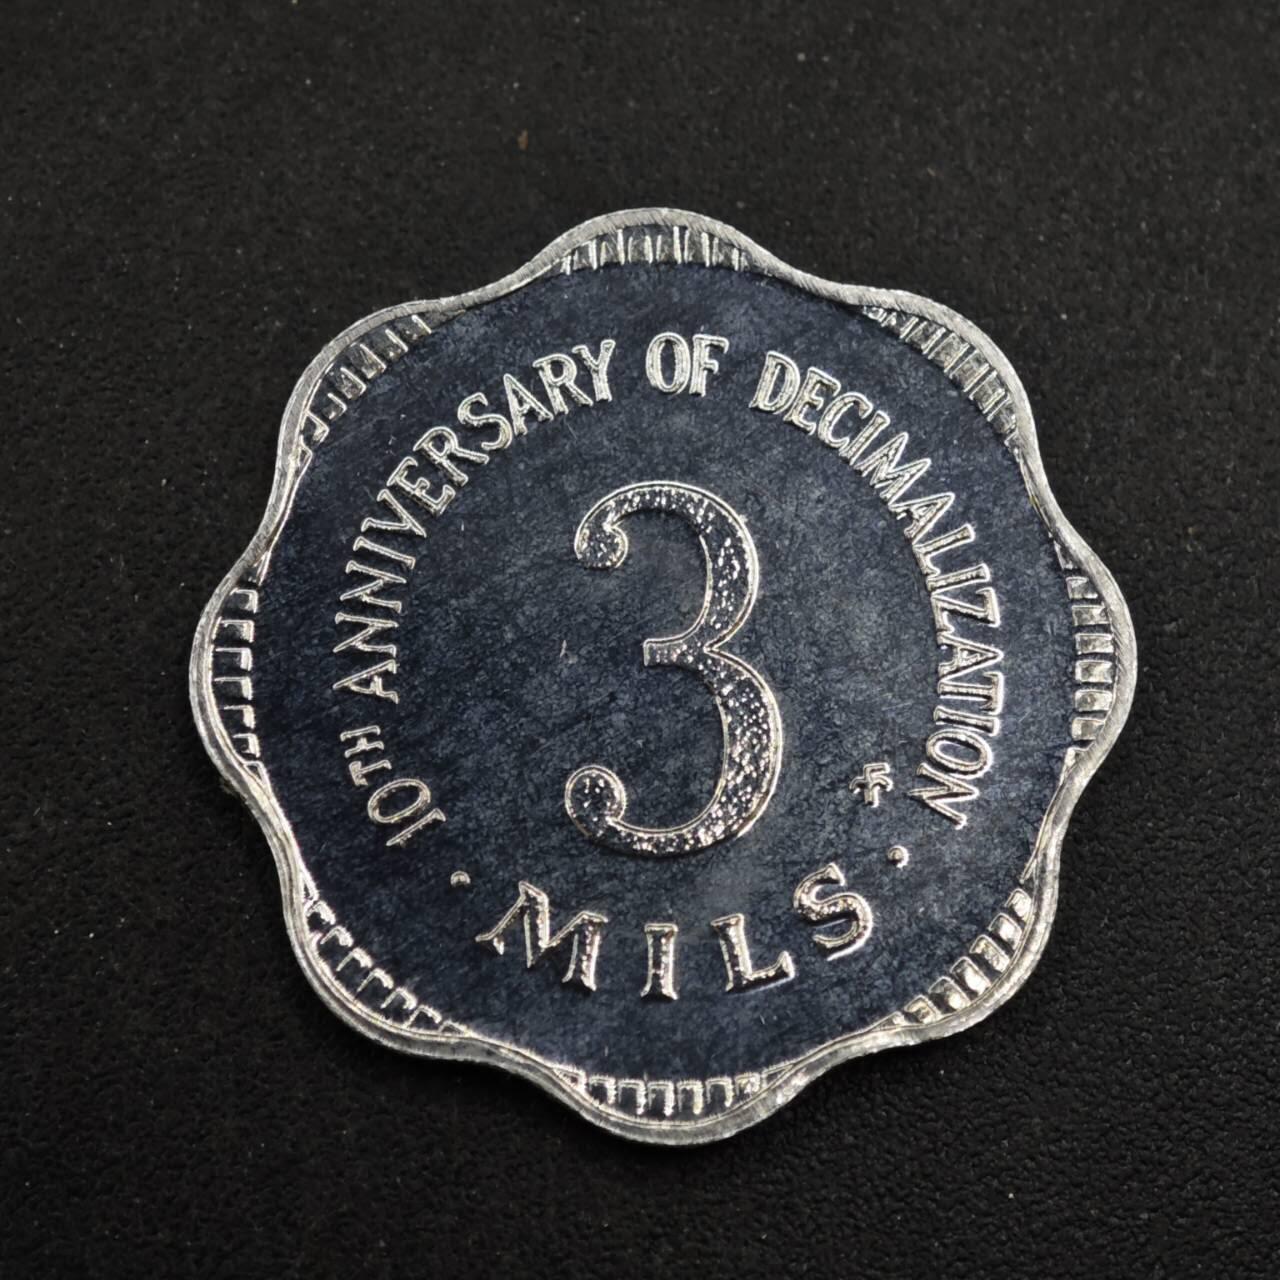 10TH ANNIVERSARY OF DECIMALIZATION
3
· MILS ·